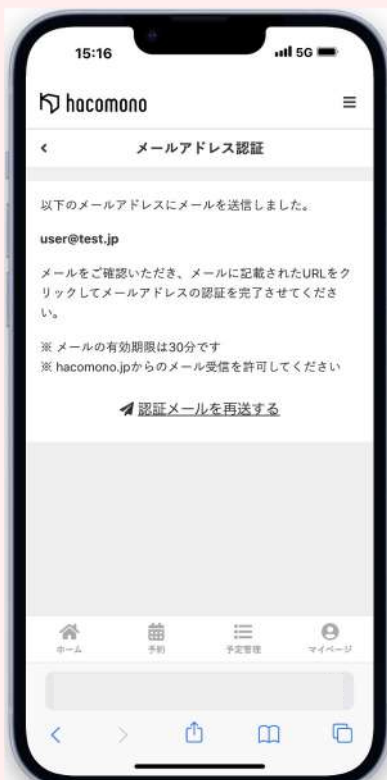 15:16
5G
hacomono
メールアドレス認証
以下のメールアドレスにメールを送信しました。
user@test.jp
メールをご確認いただき、メールに記載されたURLをク
リックしてメールアドレスの認証を完了させてくださ
い。
※ メールの有効期限は30分です
※ hacomono.jpからのメール受信を許可してください
認証メールを再送する
ホーム
予約
予定管理
マイページ